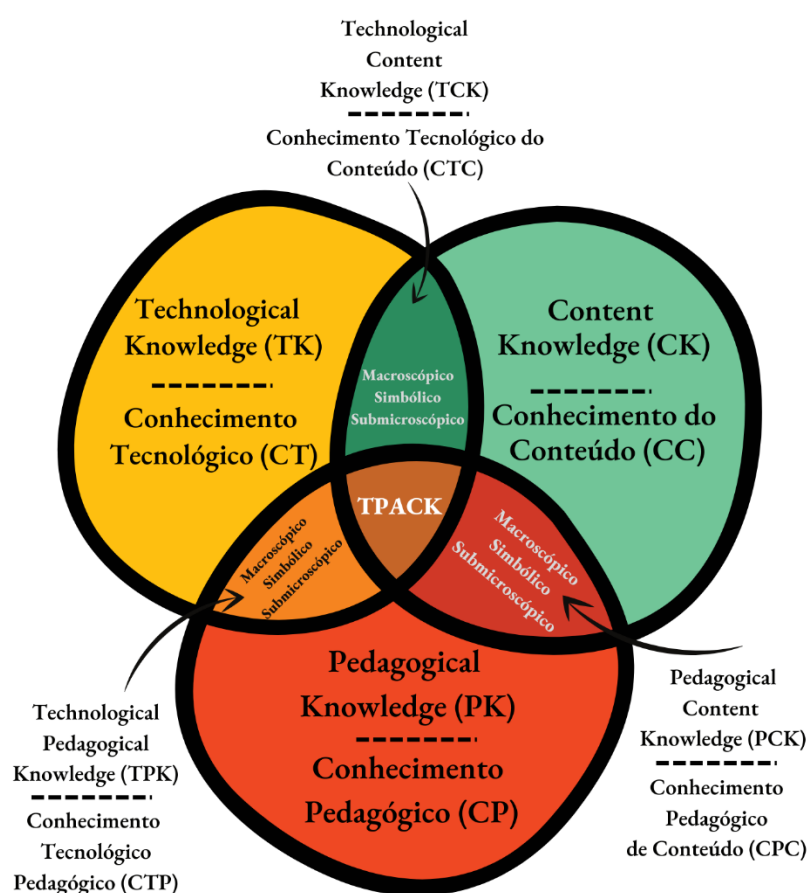 Technological
Content
Knowledge (TCK)
Conhecimento Tecnológico do
Conteúdo (CTC)
Technological
Knowledge (TK)
Conhecimento
Tecnológico (CT)
Macroscópico
Simbólico
Submicroscópico
Content
Knowledge (CK)
Conhecimento do
Conteúdo (CC)
TPACK
Macroscópico
Simbólico
Submicroscópico
Macroscópico
Simbólico
Submicroscópico
Pedagogical
Knowledge (PK)
Conhecimento
Pedagógico (CP)
Technological
Pedagogical
Knowledge (TPK)
Conhecimento
Tecnológico
Pedagógico (CTP)
Pedagogical
Content
Knowledge (PCK)
Conhecimento
Pedagógico
de Conteúdo (CPC)